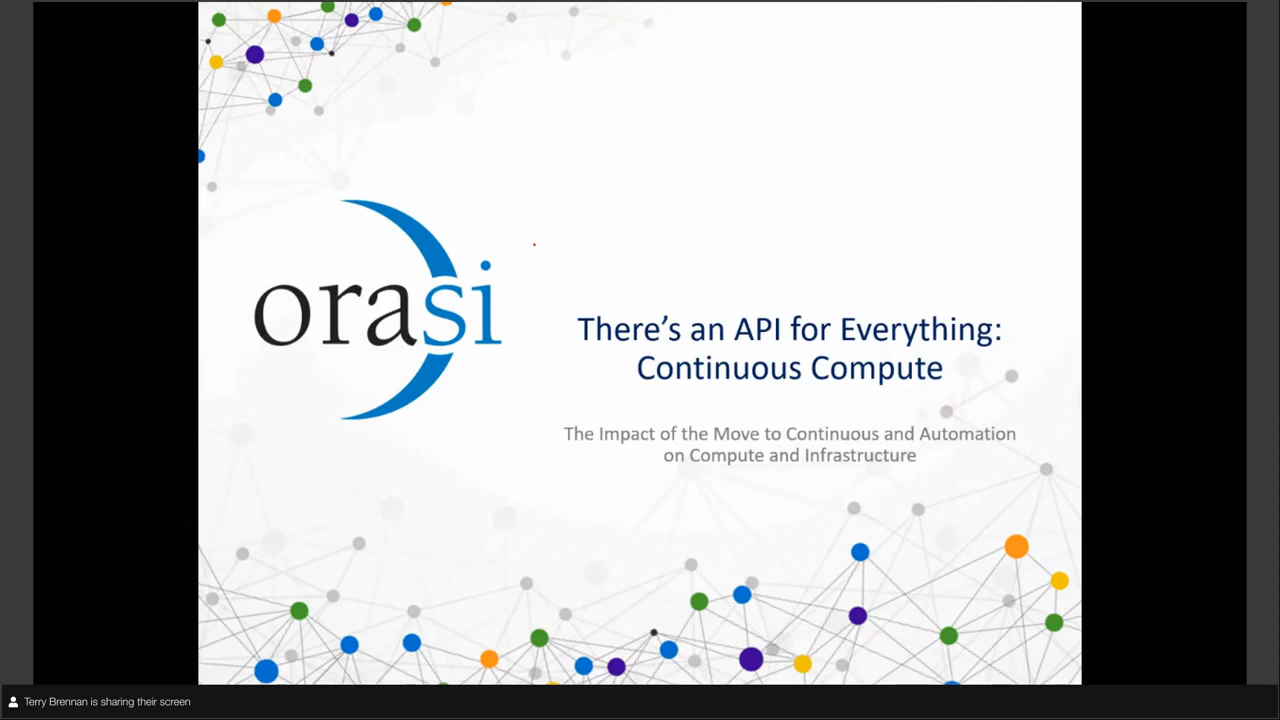 orasi
There's an API for Everything:
Continuous Compute
The Impact of the Move to Continuous and Automation
on Compute and Infrastructure
Terry Brennan is sharing their screen